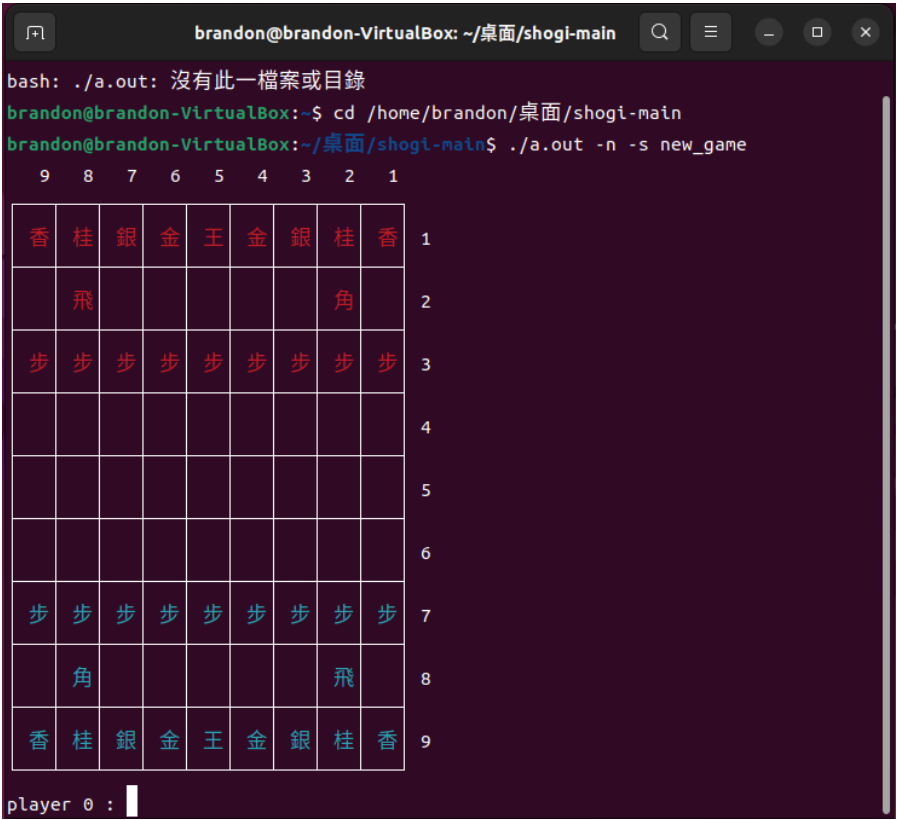 brandon@brandon-VirtualBox: ~/桌面/shogi-main
bash: ./a.out: 沒有此一檔案或目錄
brandon@brandon-VirtualBox:~$ cd /home/brandon/桌面/shogi-main
brandon@brandon-VirtualBox:~/桌面/shogi-main$ ./a.out -n -s new_game
9 8 7 6 5 4 3 2 1
香 桂 銀 金 王 金 銀 桂 香 1
飛 角 2
步 步 步 步 步 步 步 步 步 3
4
5
6
步 步 步 步 步 步 步 步 步 7
角 飛 8
香 桂 銀 金 王 金 銀 桂 香 9
player 0 :